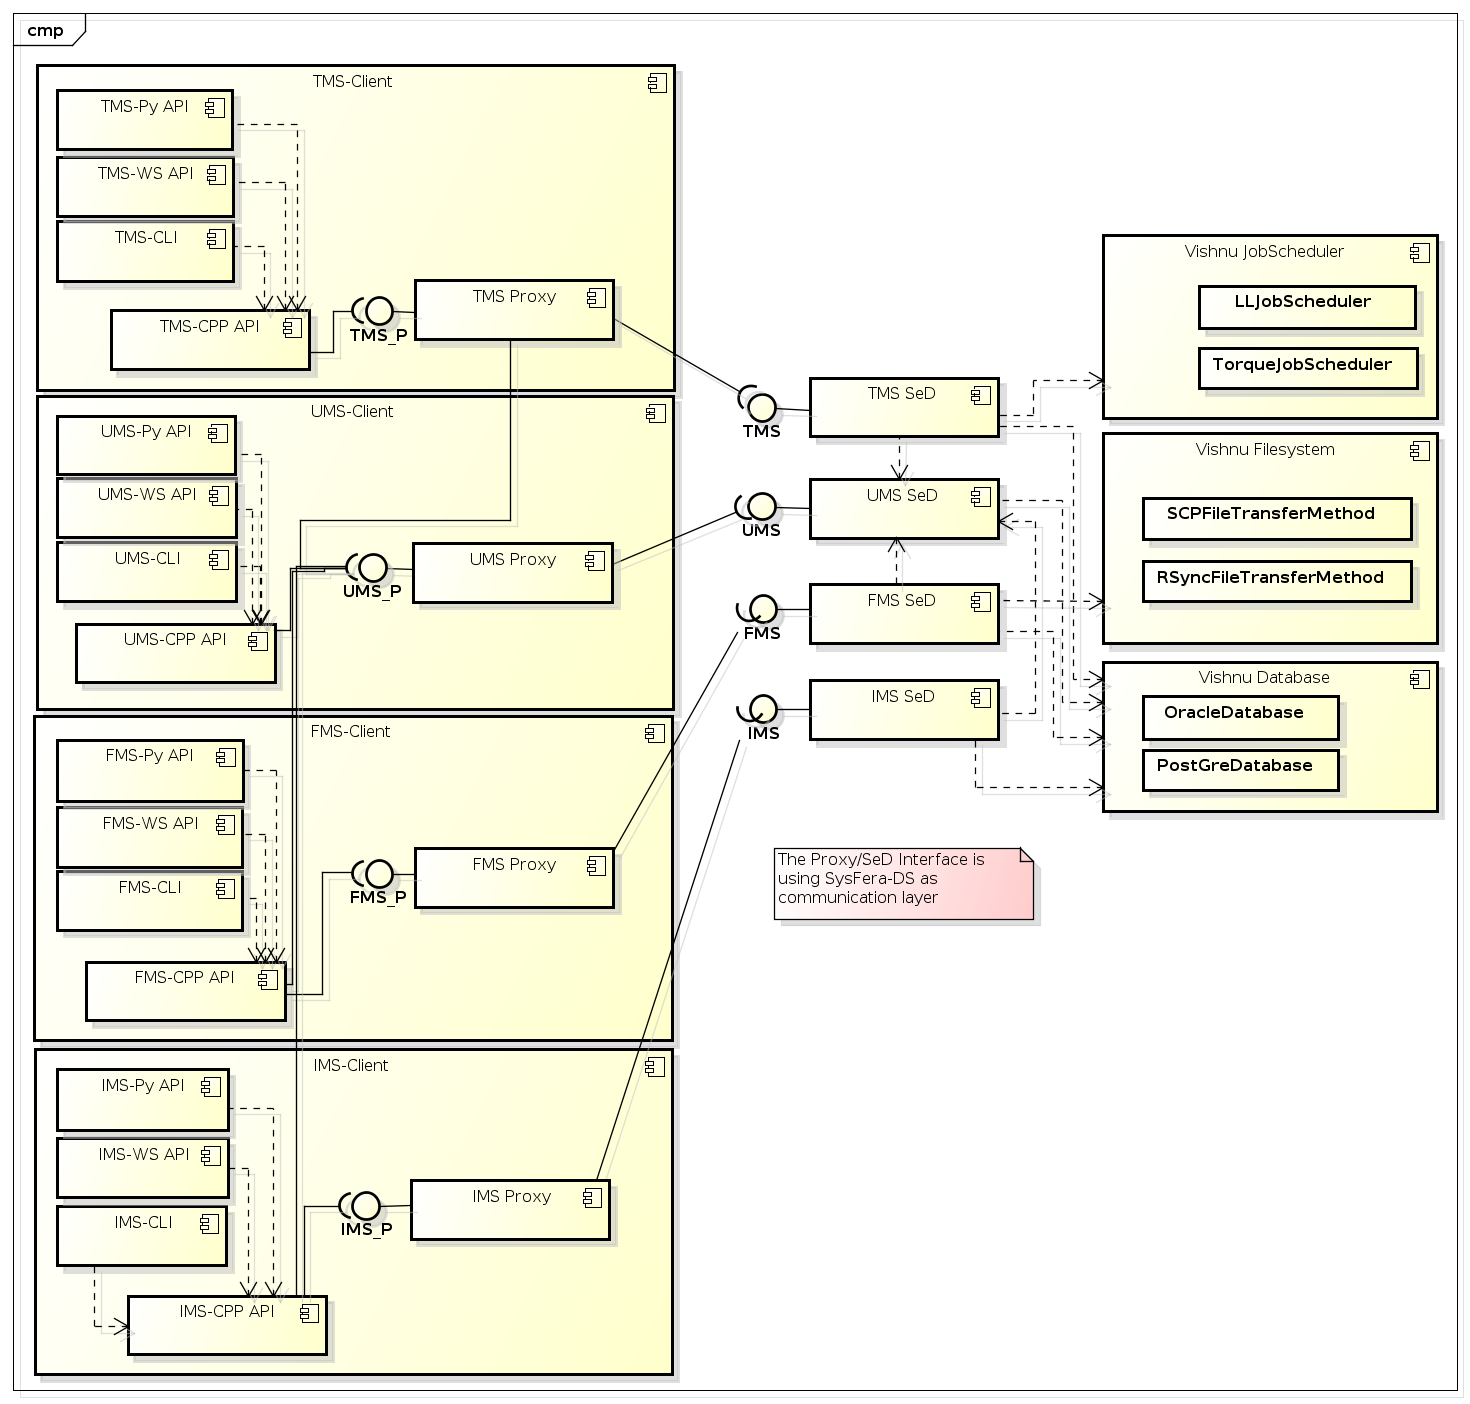 cmp
TMS-Client
TMS-Py API
TMS-WS API
TMS-CLI
TMS-CPP API
TMS_P
TMS Proxy
UMS-Client
UMS-Py API
UMS-WS API
UMS-CLI
UMS-CPP API
UMS_P
UMS Proxy
FMS-Client
FMS-Py API
FMS-WS API
FMS-CLI
FMS-CPP API
FMS_P
FMS Proxy
IMS-Client
IMS-Py API
IMS-WS API
IMS-CLI
IMS-CPP API
IMS_P
IMS Proxy
TMS
TMS SeD
UMS
UMS SeD
FMS
FMS SeD
IMS
IMS SeD
Vishnu JobScheduler
LLJobScheduler
TorqueJobScheduler
Vishnu Filesystem
SCPFileTransferMethod
RSyncFileTransferMethod
Vishnu Database
OracleDatabase
PostGreDatabase
The Proxy/SeD Interface is
using SysFera-DS as
communication layer